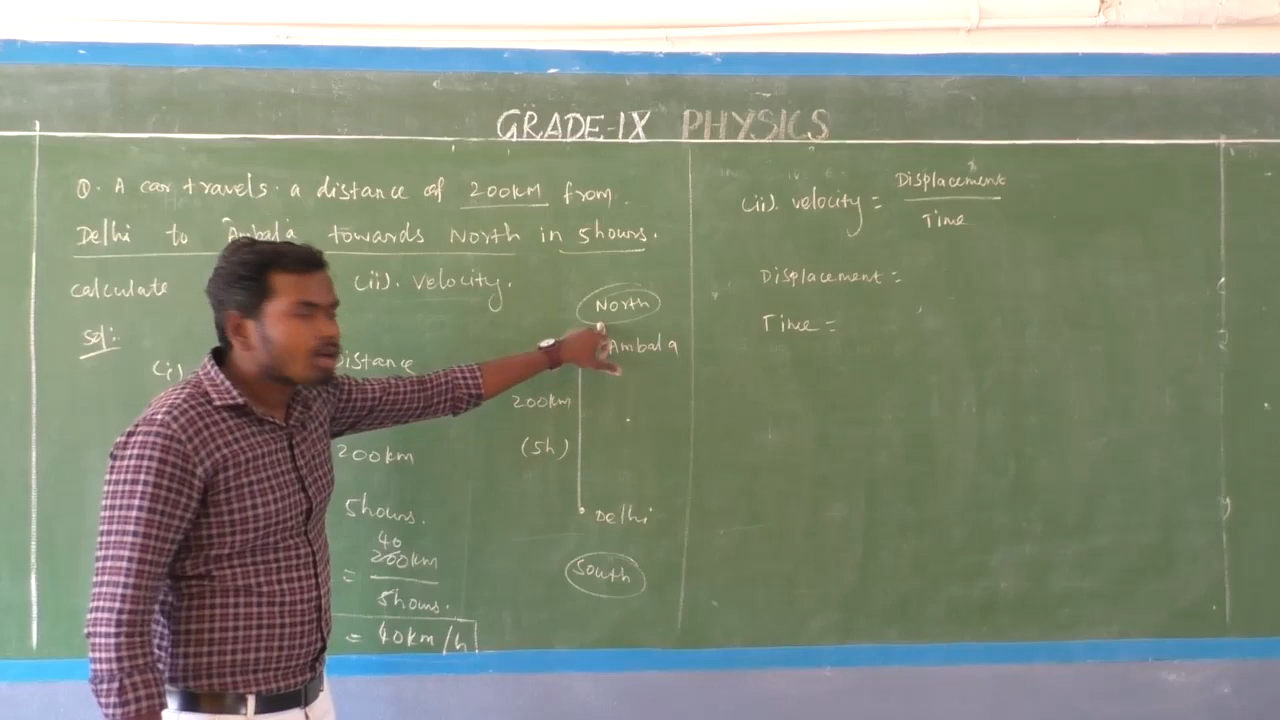 GRADE-IX PHYSICS
Q. A car travels a distance of 200km from
Delhi to Ambala towards North in 5hours.
calculate (ii). velocity.
Sol:
(i) Distance
200km
5hours.
40
= 200km
5hours.
= 40km/h
North
Ambala
200km
(5h)
Delhi
South
(ii). velocity = Displacement
Time
Displacement =
Time =